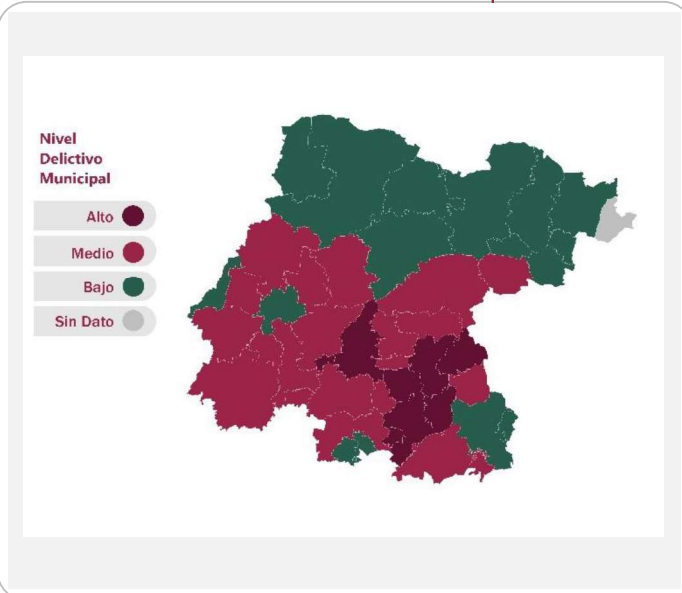 Nivel
Delictivo
Municipal
Alto
Medio
Bajo
Sin Dato